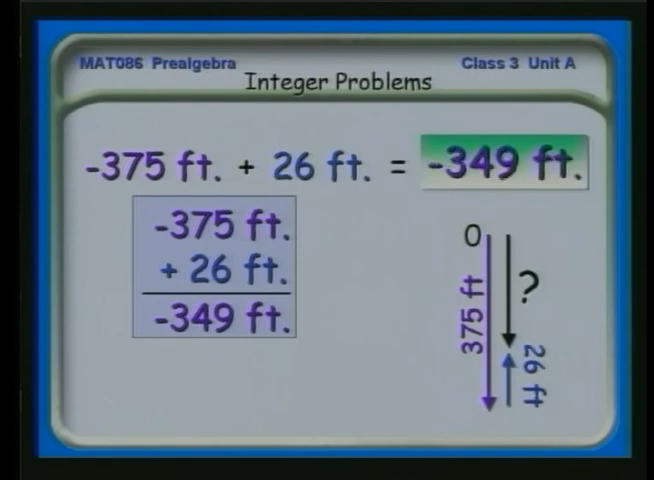 MAT086 Prealgebra
Class 3 Unit A
Integer Problems
-375 ft. + 26 ft. = -349 ft.
-375 ft.
+ 26 ft.
-349 ft.
0
375 ft
?
26 ft